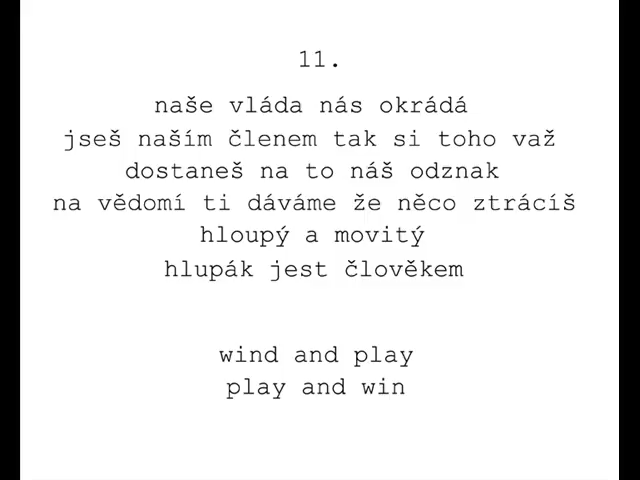 11.
naše vláda nás okrádá
jseš naším členem tak si toho važ
dostaneš na to náš odznak
na vědomí ti dáváme že něco ztrácíš
hloupý a movitý
hlupák jest člověkem
wind and play
play and win